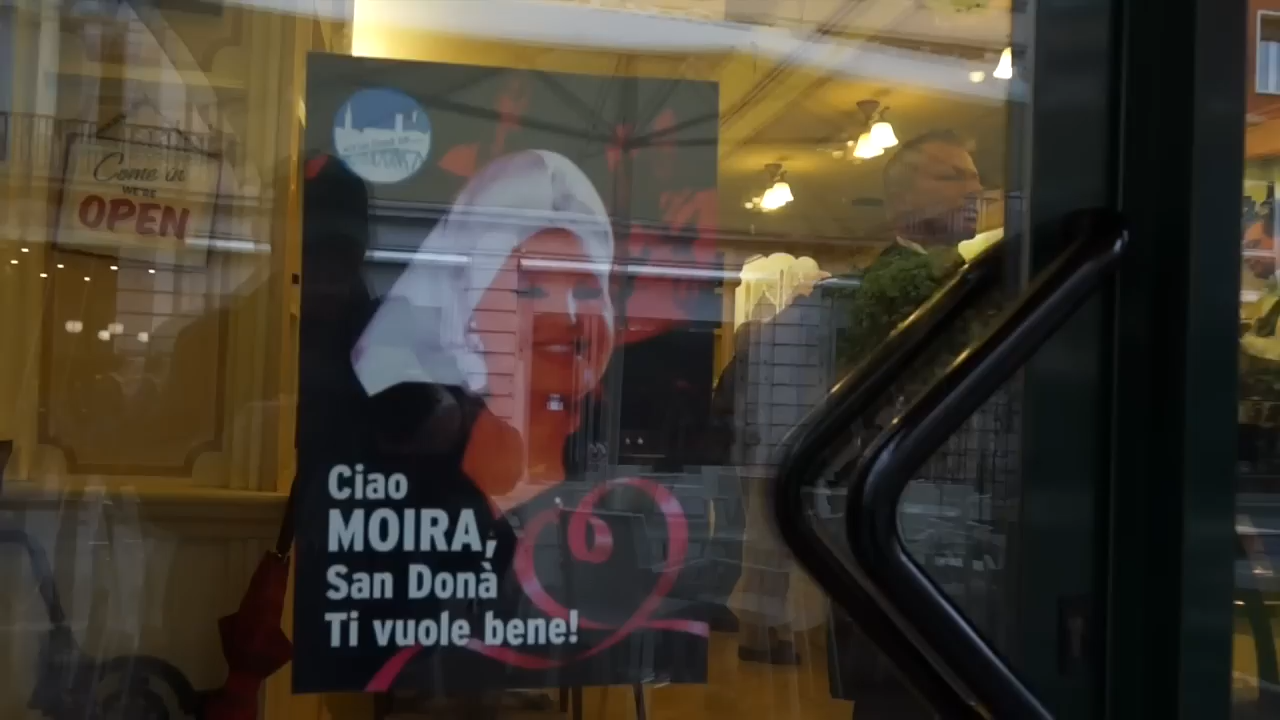 Come in
WE'RE
OPEN
Ciao
MOIRA,
San Donà
Ti vuole bene!